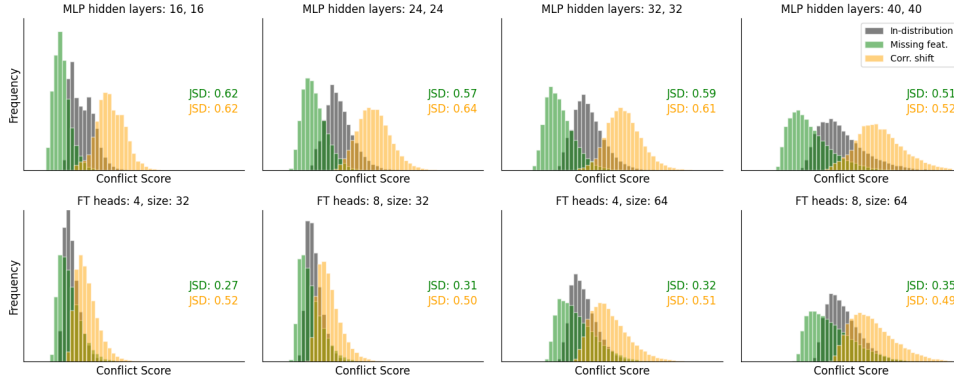 MLP hidden layers: 16, 16
MLP hidden layers: 24, 24
MLP hidden layers: 32, 32
MLP hidden layers: 40, 40
In-distribution
Missing feat.
Corr. shift
Frequency
JSD: 0.62
JSD: 0.62
JSD: 0.57
JSD: 0.64
JSD: 0.59
JSD: 0.61
JSD: 0.51
JSD: 0.52
Conflict Score
Conflict Score
Conflict Score
Conflict Score
FT heads: 4, size: 32
FT heads: 8, size: 32
FT heads: 4, size: 64
FT heads: 8, size: 64
Frequency
JSD: 0.27
JSD: 0.52
JSD: 0.31
JSD: 0.50
JSD: 0.32
JSD: 0.51
JSD: 0.35
JSD: 0.49
Conflict Score
Conflict Score
Conflict Score
Conflict Score